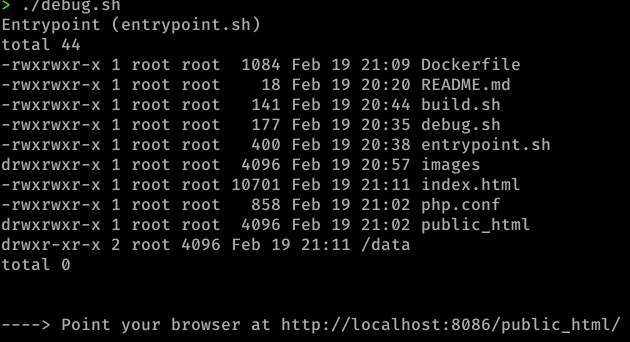 > ./debug.sh
Entrypoint (entrypoint.sh)
total 44
-rwxrwxr-x 1 root root  1084 Feb 19 21:09 Dockerfile
-rwxrwxr-x 1 root root    18 Feb 19 20:20 README.md
-rwxrwxr-x 1 root root   141 Feb 19 20:44 build.sh
-rwxrwxr-x 1 root root   177 Feb 19 20:35 debug.sh
-rwxrwxr-x 1 root root   400 Feb 19 20:38 entrypoint.sh
drwxrwxr-x 1 root root  4096 Feb 19 20:57 images
-rwxrwxr-x 1 root root 10701 Feb 19 21:11 index.html
-rwxrwxr-x 1 root root   858 Feb 19 21:02 php.conf
drwxrwxr-x 1 root root  4096 Feb 19 21:02 public_html
drwxr-xr-x 2 root 4096 Feb 19 21:11 /data
total 0
----> Point your browser at http://localhost:8086/public_html/